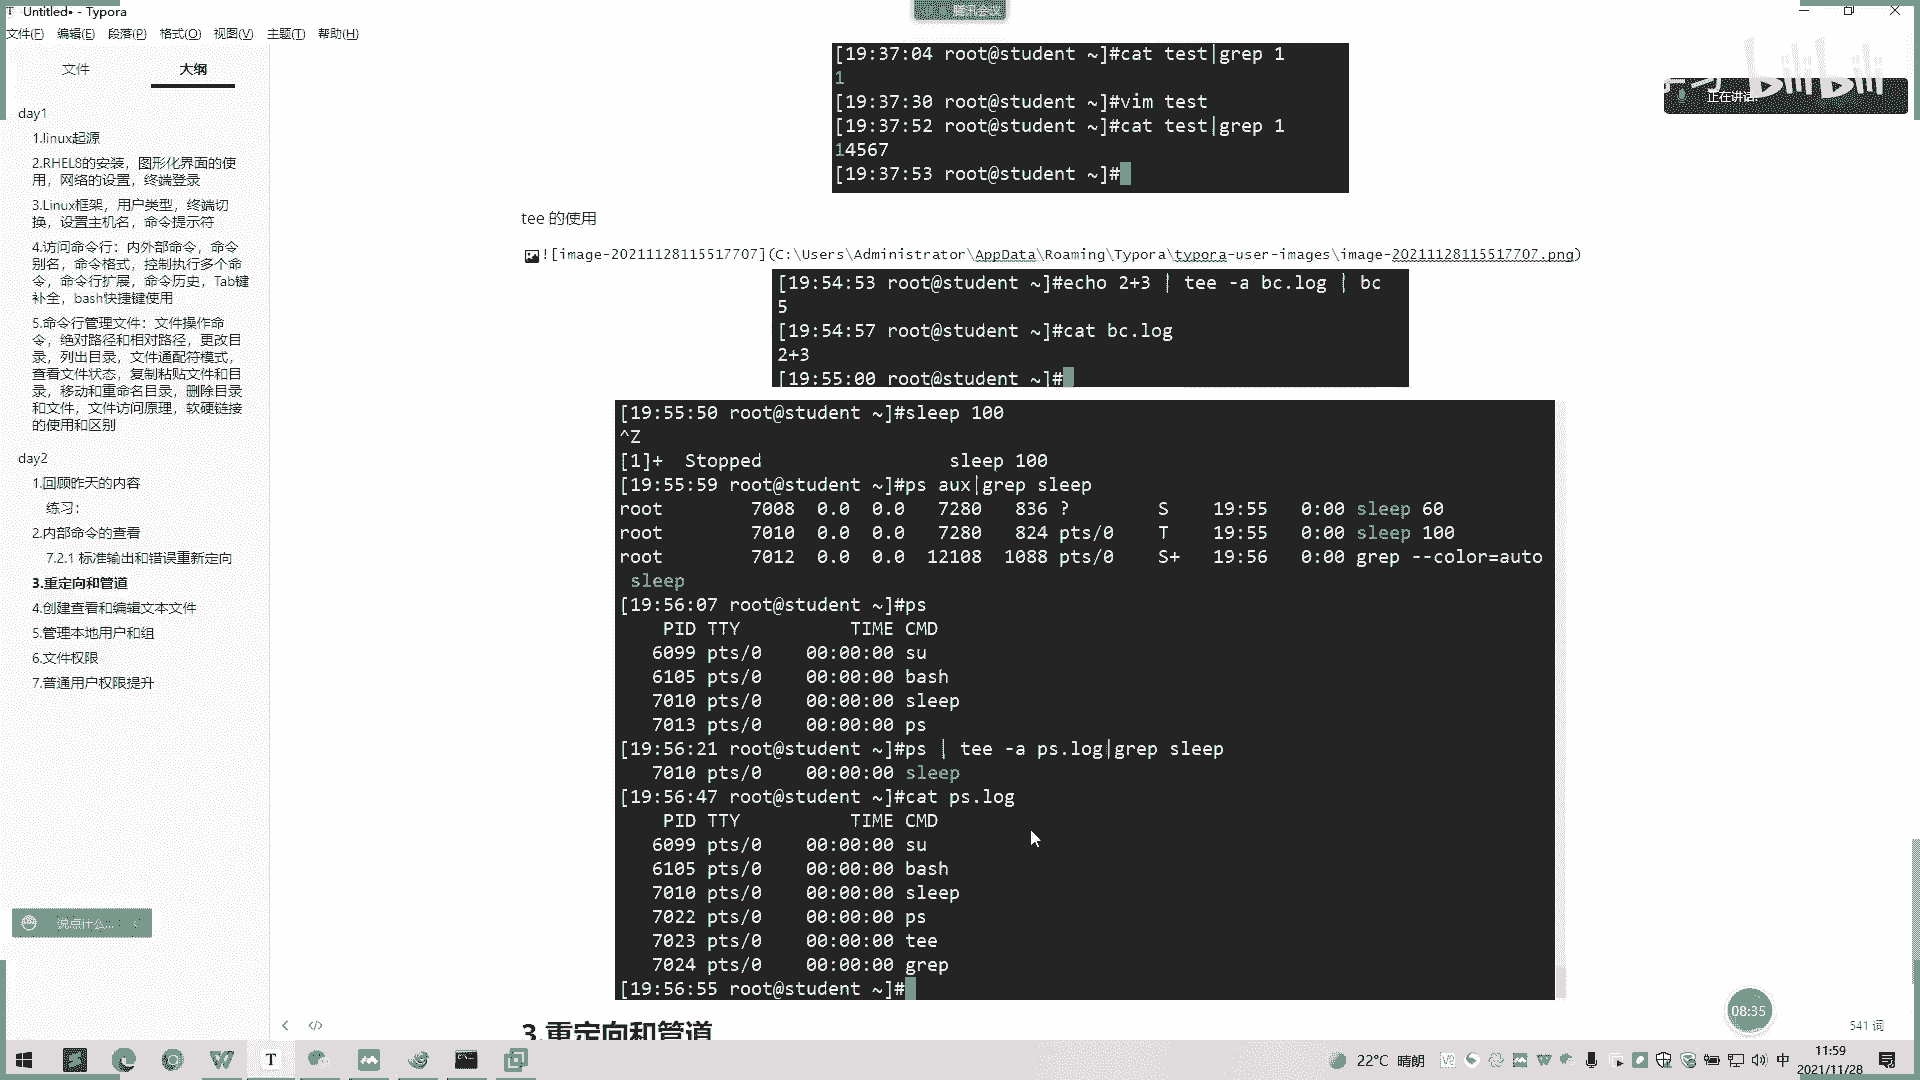 Untitled• - Typora
腾讯会议
文件(F) 编辑(E) 段落(P) 格式(O) 视图(V) 主题(T) 帮助(H)
文件 大纲
bilibili
正在讲话:
day1
1.linux起源
2.RHEL8的安装，图形化界面的使
用，网络的设置，终端登录
3.Linux框架，用户类型，终端切
换，设置主机名，命令提示符
4.访问命令行：内外部命令，命令
别名，命令格式，控制执行多个命
令，命令行扩展，命令历史，Tab键
补全，bash快捷键使用
5.命令行管理文件：文件操作命
令，绝对路径和相对路径，更改目
录，列出目录，文件通配符模式，
查看文件状态，复制粘贴文件和目
录，移动和重命名目录，删除目录
和文件，文件访问原理，软硬链接
的使用和区别
day2
1.回顾昨天的内容
练习：
2.内部命令的查看
7.2.1 标准输出和错误重新定向
3.重定向和管道
4.创建查看和编辑文本文件
5.管理本地用户和组
6.文件权限
7.普通用户权限提升
说点什么...
[19:37:04 root@student ~]#cat test|grep 1
1
[19:37:30 root@student ~]#vim test
[19:37:52 root@student ~]#cat test|grep 1
14567
[19:37:53 root@student ~]#
tee 的使用
![image-20211128115517707](C:\Users\Administrator\AppData\Roaming\Typora\typora-user-images\image-20211128115517707.png)
[19:54:53 root@student ~]#echo 2+3 | tee -a bc.log | bc
5
[19:54:57 root@student ~]#cat bc.log
2+3
[19:55:00 root@student ~]#
[19:55:50 root@student ~]#sleep 100
^Z
[1]+  Stopped                 sleep 100
[19:55:59 root@student ~]#ps aux|grep sleep
root        7008  0.0  0.0   7280   836 ?        S    19:55   0:00 sleep 60
root        7010  0.0  0.0   7280   824 pts/0    T    19:55   0:00 sleep 100
root        7012  0.0  0.0  12108  1088 pts/0    S+   19:56   0:00 grep --color=auto
sleep
[19:56:07 root@student ~]#ps
PID TTY          TIME CMD
6099 pts/0    00:00:00 su
6105 pts/0    00:00:00 bash
7010 pts/0    00:00:00 sleep
7013 pts/0    00:00:00 ps
[19:56:21 root@student ~]#ps | tee -a ps.log|grep sleep
7010 pts/0    00:00:00 sleep
[19:56:47 root@student ~]#cat ps.log
PID TTY          TIME CMD
6099 pts/0    00:00:00 su
6105 pts/0    00:00:00 bash
7010 pts/0    00:00:00 sleep
7022 pts/0    00:00:00 ps
7023 pts/0    00:00:00 tee
7024 pts/0    00:00:00 grep
[19:56:55 root@student ~]#
3.重定向和管道
08:35
541 词
22°C 晴朗
中
11:59
2021/11/28